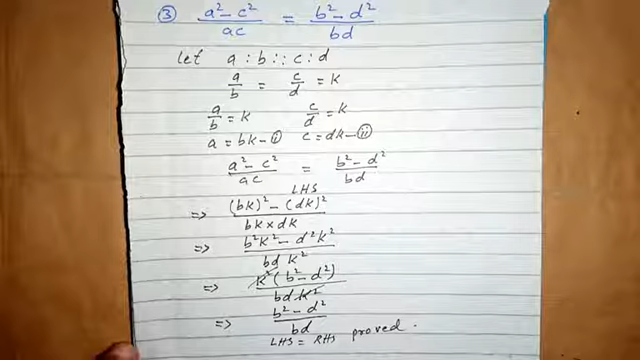 ③ (a² - c²)/ac = (b² - d²)/bd
let a : b :: c : d
a/b = c/d = k
a/b = k c/d = k
a = bk - ⓘ c = dk - ⓘⓘ
(a² - c²)/ac = (b² - d²)/bd
LHS
=> ((bk)² - (dk)²)/(bk × dk)
=> (b²k² - d²k²)/(bd k²)
=> k²(b² - d²)/(bd k²)
=> (b² - d²)/bd
LHS = RHS proved.